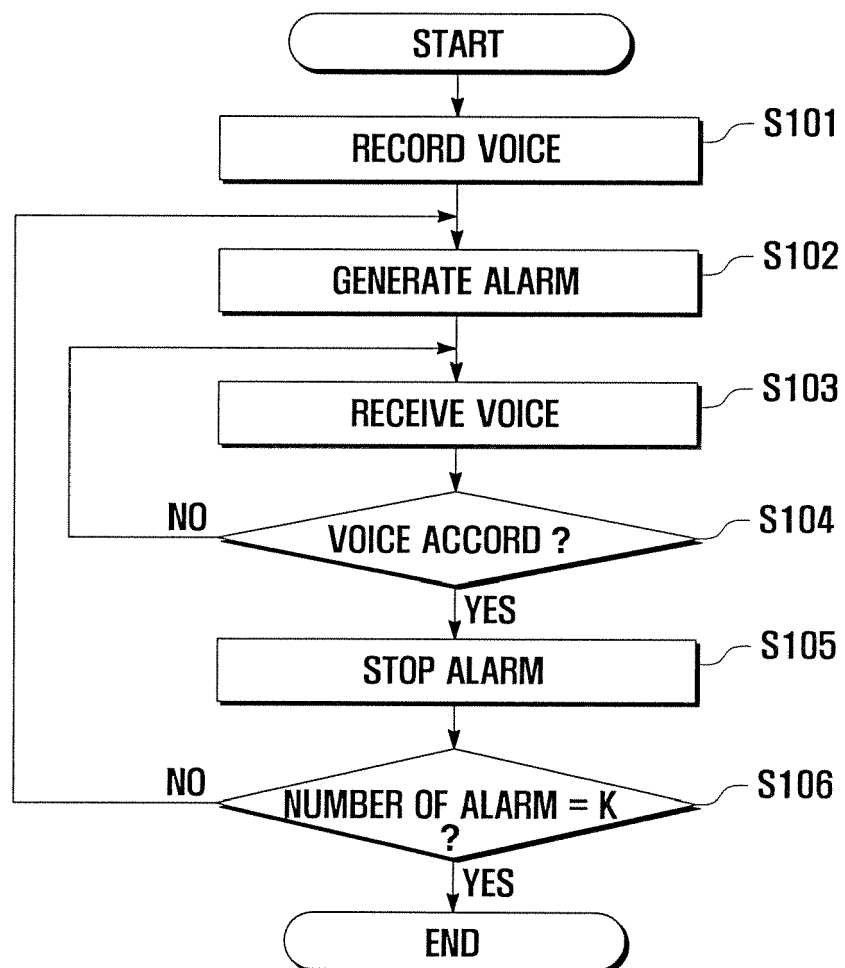 START
RECORD VOICE
S101
GENERATE ALARM
S102
RECEIVE VOICE
S103
VOICE ACCORD ?
S104
NO
YES
STOP ALARM
S105
NUMBER OF ALARM = K
?
S106
NO
YES
END